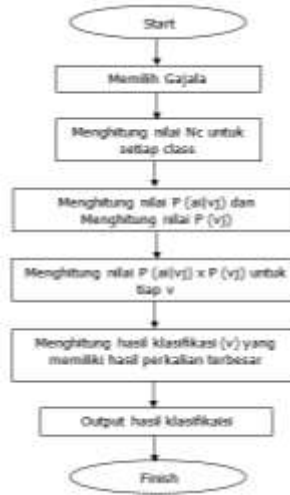 Start
Memilih Gajala
Menghitung nilai Nc untuk
setiap class
Menghitung nilai P (ai|vj) dan
Menghitung nilai P (vj)
Menghitung nilai P (ai|vj) x P (vj) untuk
tiap v
Menghitung hasil klasifikasi (v) yang
memiliki hasil perkalian terbesar
Output hasil klasifikaisi
Finish